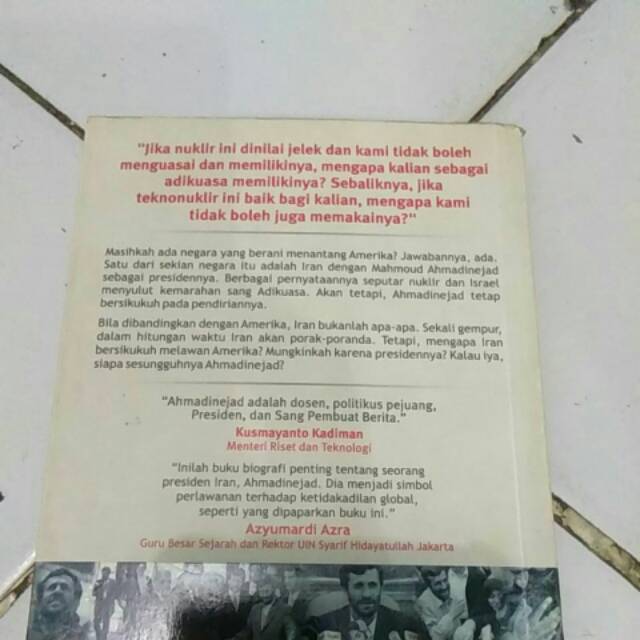 "Jika nuklir ini dinilai jelek dan kami tidak boleh
menguasai dan memilikinya, mengapa kalian sebagai
adikuasa memilikinya? Sebaliknya, jika
teknonuklir ini baik bagi kalian, mengapa kami
tidak boleh juga memakainya?"
Masihkah ada negara yang berani menantang Amerika? Jawabannya, ada.
Satu dari sekian negara itu adalah Iran dengan Mahmoud Ahmadinejad
sebagai presidennya. Berbagai pernyataannya seputar nuklir dan Israel
menyulut kemarahan sang Adikuasa. Akan tetapi, Ahmadinejad tetap
bersikukuh pada pendiriannya.
Bila dibandingkan dengan Amerika, Iran bukanlah apa-apa. Sekali gempur,
dalam hitungan waktu Iran akan porak-poranda. Tetapi, mengapa Iran
bersikukuh melawan Amerika? Mungkinkah karena presidennya? Kalau iya,
siapa sesungguhnya Ahmadinejad?
"Ahmadinejad adalah dosen, politikus pejuang,
Presiden, dan Sang Pembuat Berita."
Kusmayanto Kadiman
Menteri Riset dan Teknologi
"Inilah buku biografi penting tentang seorang
presiden Iran, Ahmadinejad. Dia menjadi simbol
perlawanan terhadap ketidakadilan global,
seperti yang dipaparkan buku ini."
Azyumardi Azra
Guru Besar Sejarah dan Rektor UIN Syarif Hidayatullah Jakarta